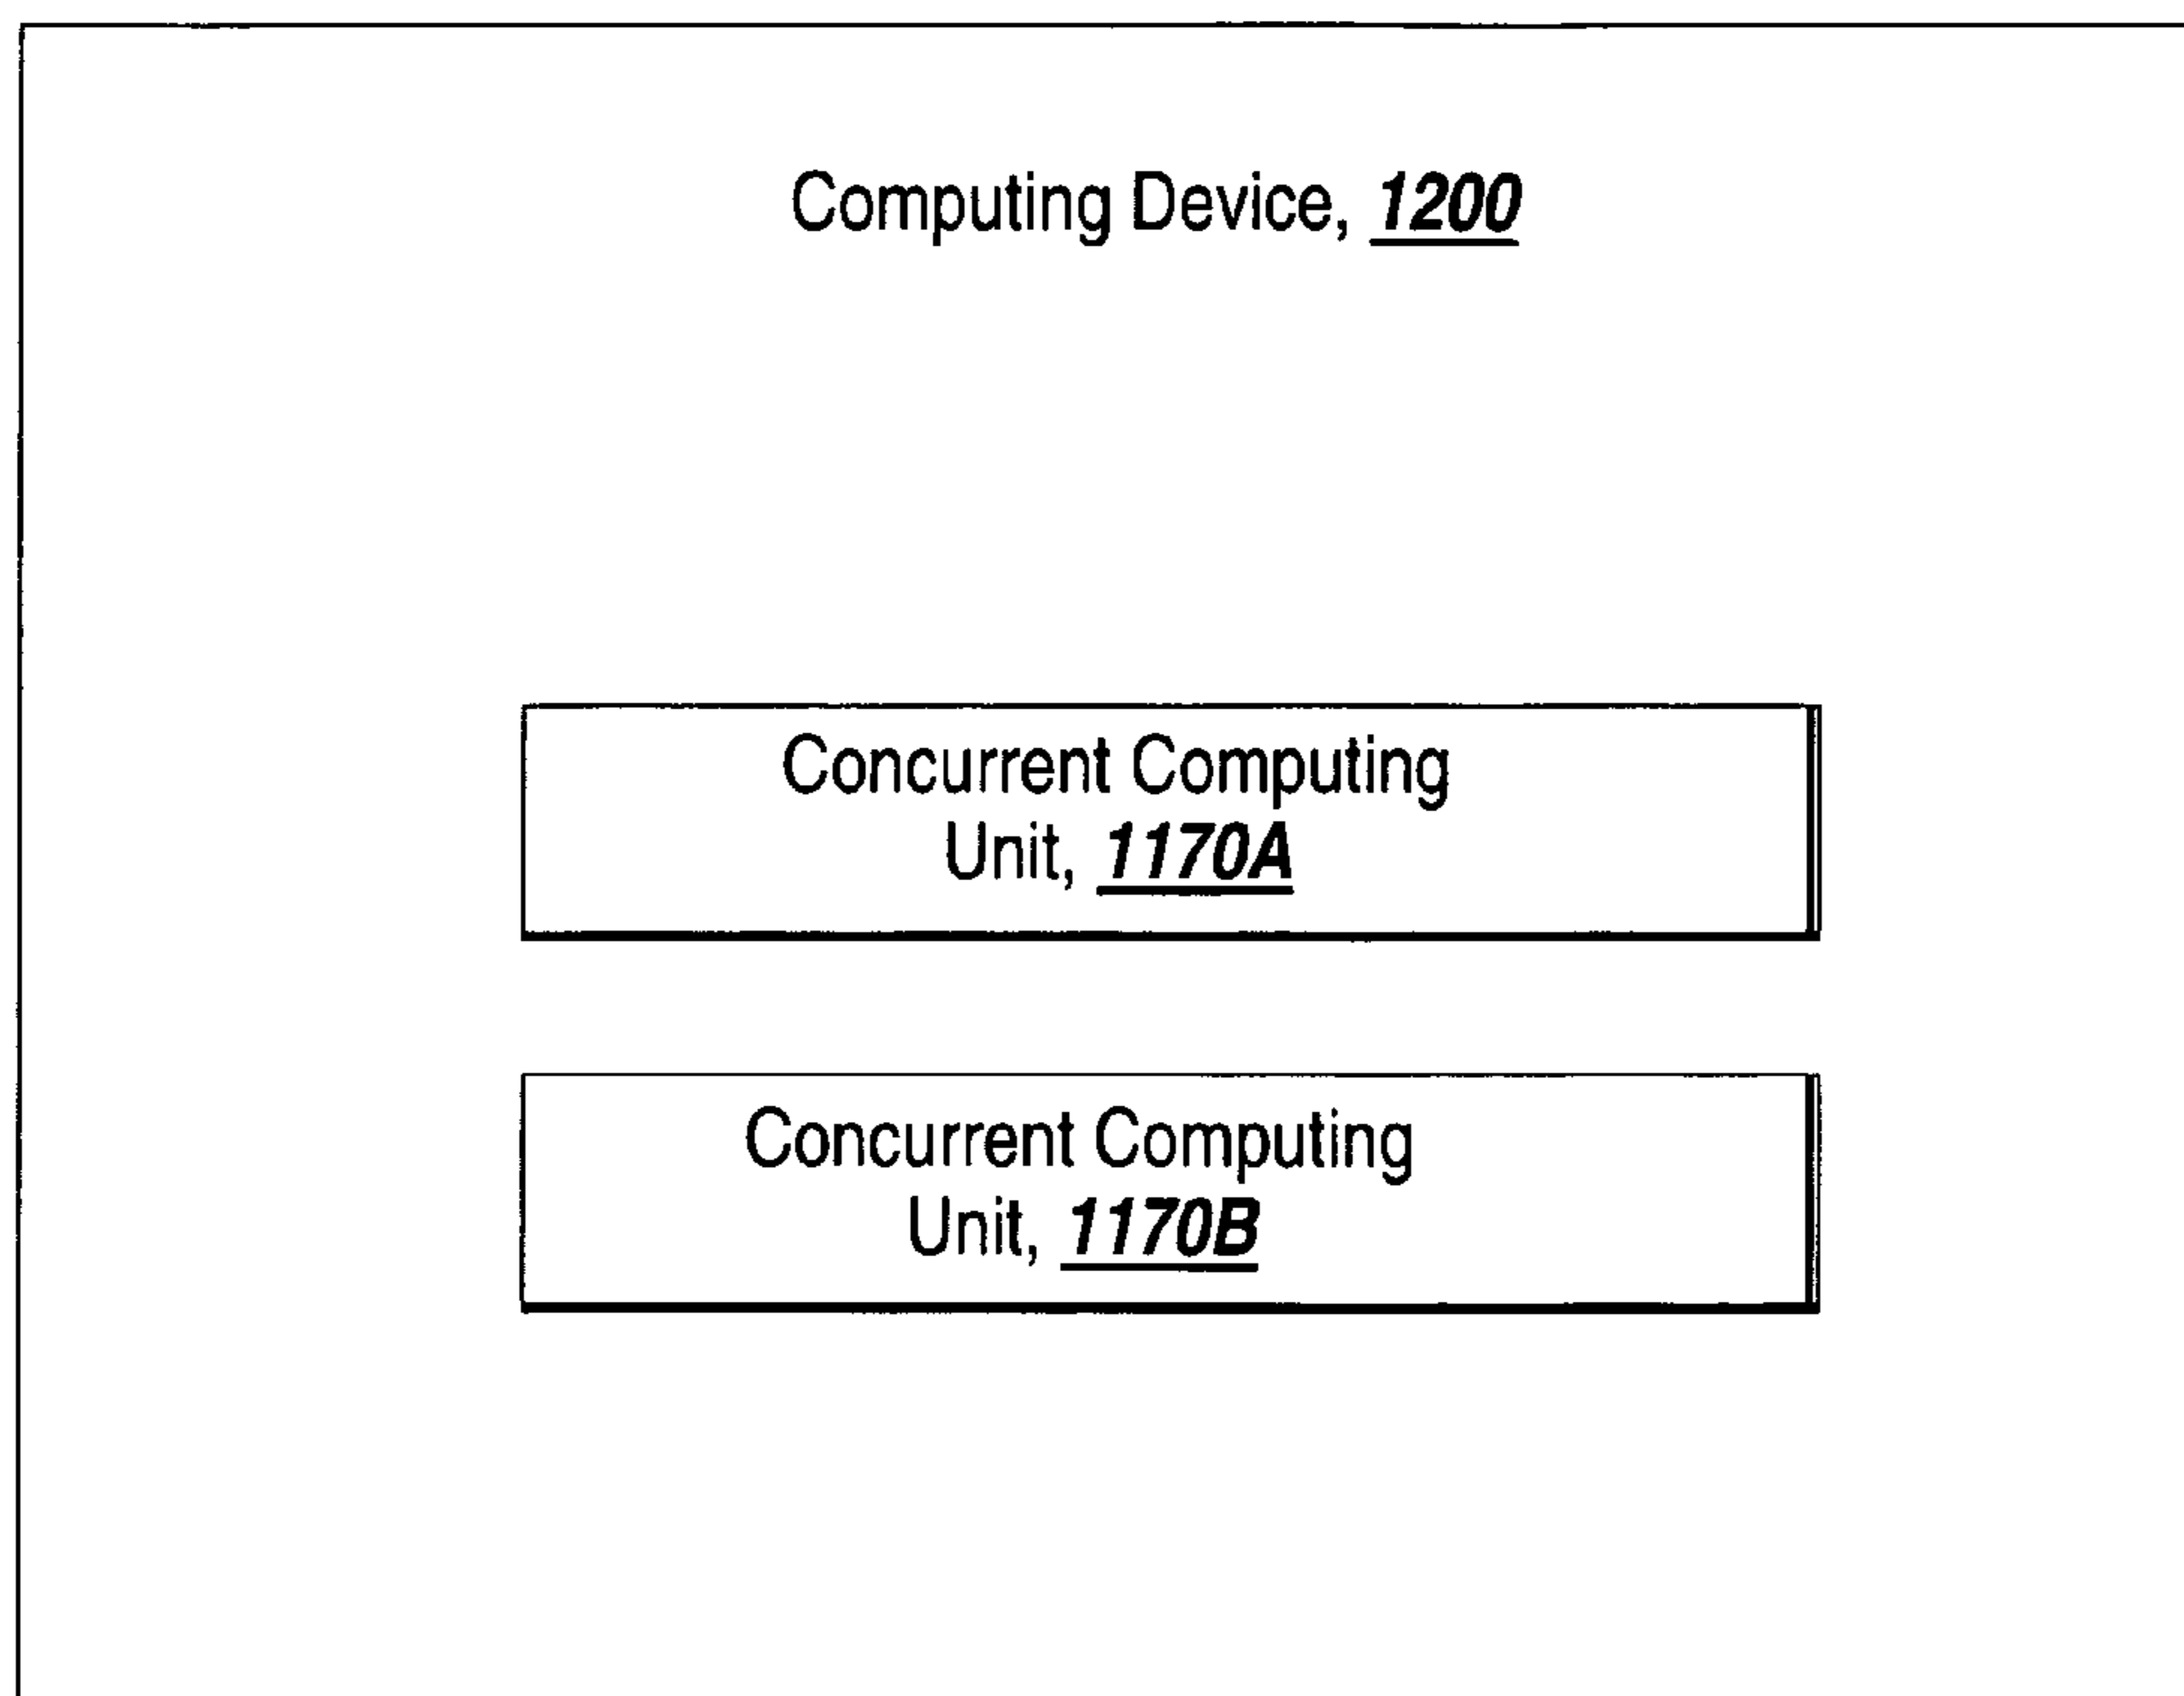 Computing Device, 1200
Concurrent Computing
Unit, 1170A
Concurrent Computing
Unit, 1170B